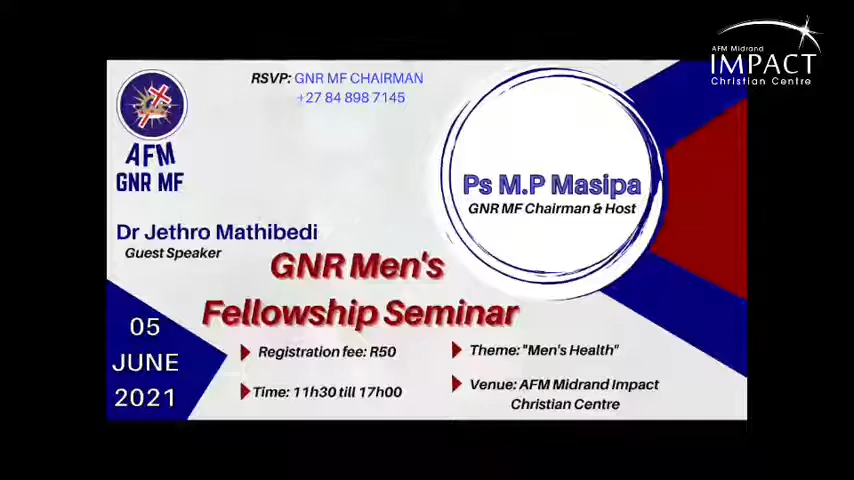 AFM Midrand
IMPACT
Christian Centre
RSVP: GNR MF CHAIRMAN
+27 84 898 7145
AFM
GNR MF
Ps M.P Masipa
GNR MF Chairman & Host
Dr Jethro Mathibedi
Guest Speaker
GNR Men's
Fellowship Seminar
05
JUNE
2021
Registration fee: R50
Time: 11h30 till 17h00
Theme: "Men's Health"
Venue: AFM Midrand Impact
Christian Centre